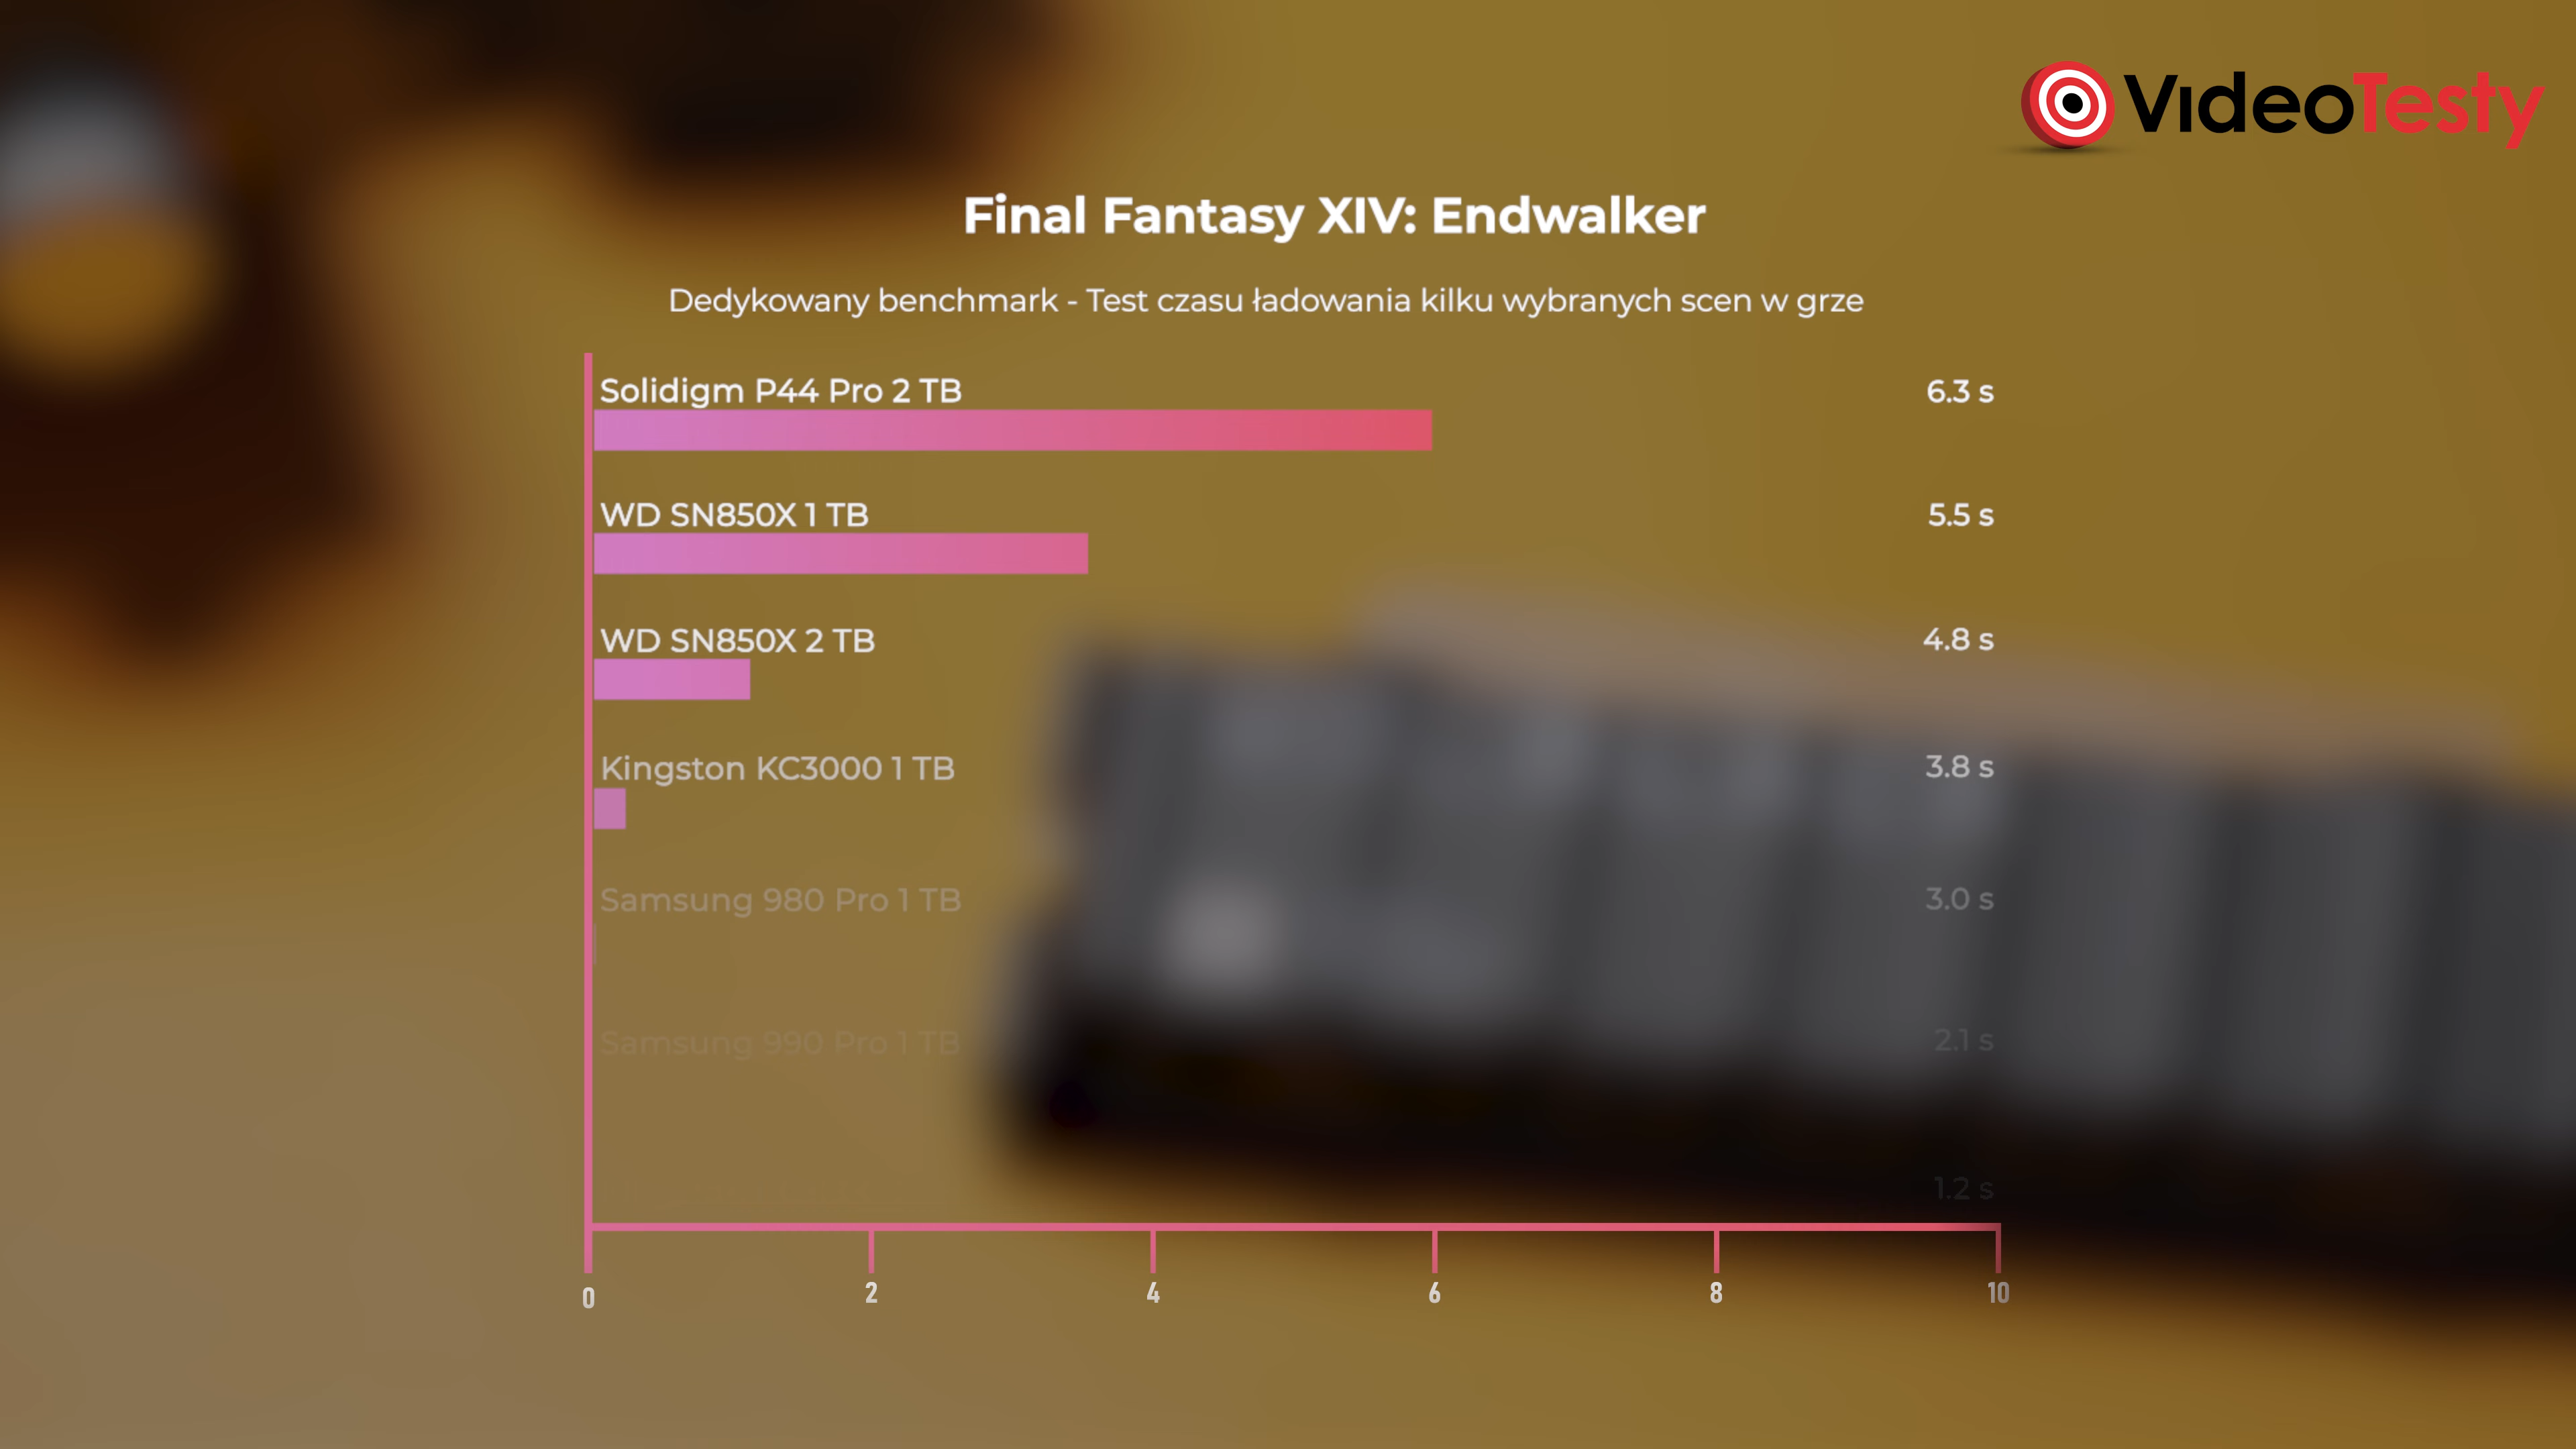 VideoTesty
Final Fantasy XIV: Endwalker
Dedykowany benchmark - Test czasu ładowania kilku wybranych scen w grze
Solidigm P44 Pro 2 TB 6.3 s
WD SN850X 1 TB 5.5 s
WD SN850X 2 TB 4.8 s
Kingston KC3000 1 TB 3.8 s
Samsung 980 Pro 1 TB 3.0 s
Samsung 990 Pro 1 TB 2.1 s
1.2 s
0 2 4 6 8 10